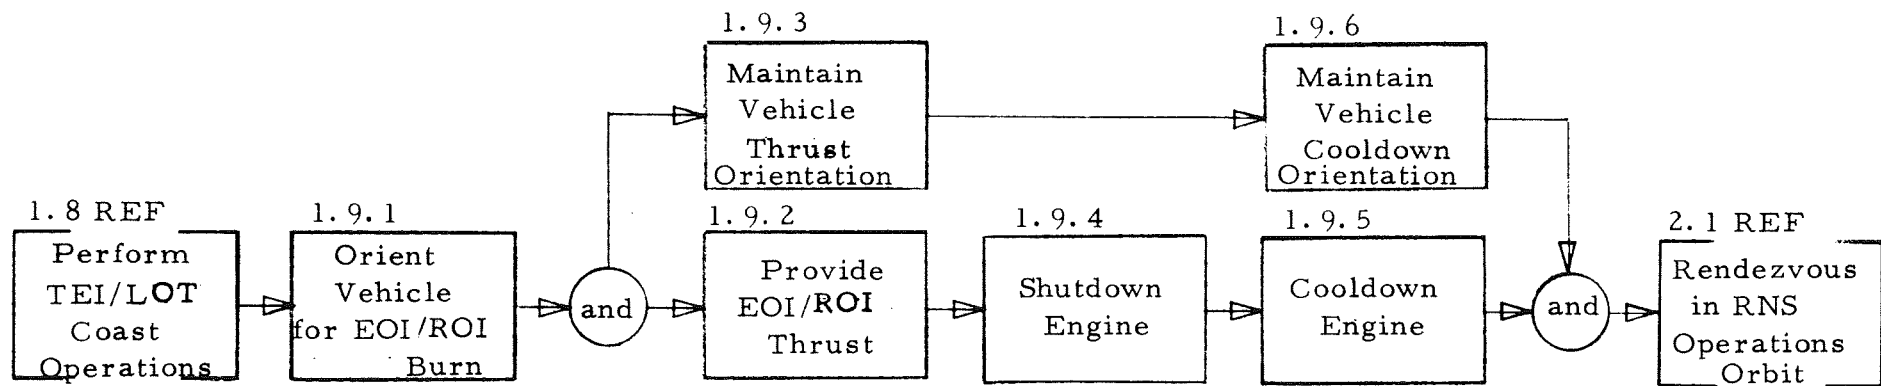 1.8 REF
Perform
TEI/LOT
Coast
Operations
1.9.1
Orient
Vehicle
for EOI/ROI
Burn
and
1.9.3
Maintain
Vehicle
Thrust
Orientation
1.9.2
Provide
EOI/ROI
Thrust
1.9.4
Shutdown
Engine
1.9.6
Maintain
Vehicle
Cooldown
Orientation
1.9.5
Cooldown
Engine
and
2.1 REF
Rendezvous
in RNS
Operations
Orbit